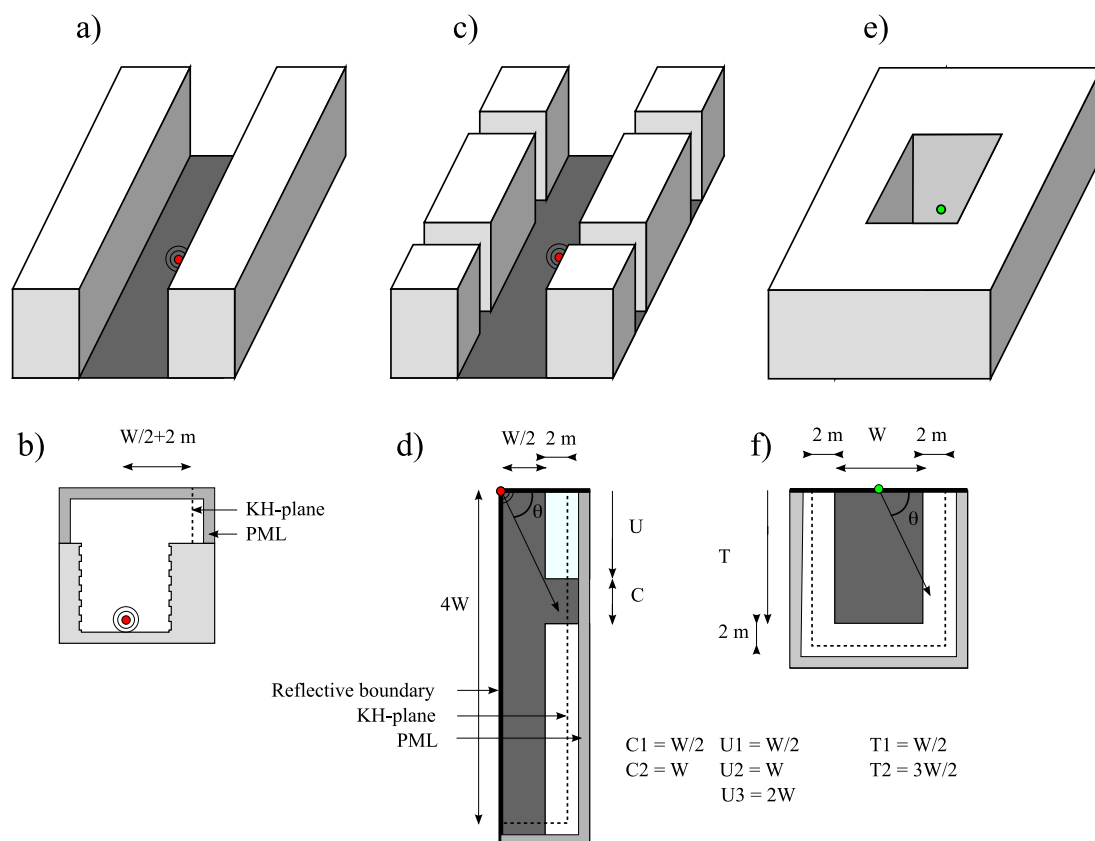 a)
c)
e)
b)
W/2+2 m
KH-plane
PML
d)
W/2
2 m
θ
U
C
4W
Reflective boundary
KH-plane
PML
f)
2 m
W
2 m
θ
T
2 m
C1 = W/2
C2 = W
U1 = W/2
U2 = W
U3 = 2W
T1 = W/2
T2 = 3W/2